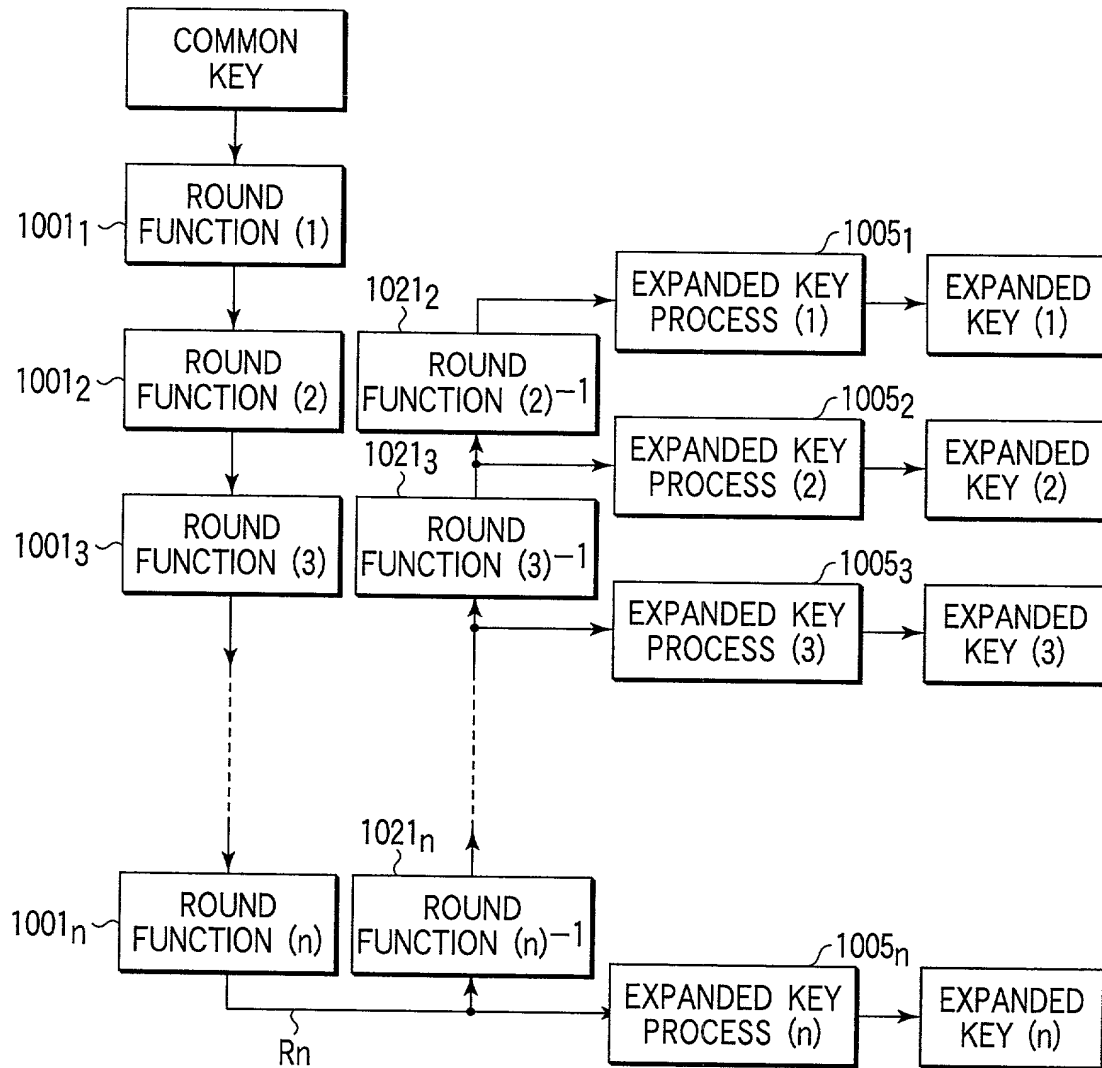 COMMON
KEY
1001₁
ROUND
FUNCTION (1)
1001₂
ROUND
FUNCTION (2)
1001₃
ROUND
FUNCTION (3)
1001ₙ
ROUND
FUNCTION (n)
Rn
1021₂
ROUND
FUNCTION (2)⁻¹
1021₃
ROUND
FUNCTION (3)⁻¹
1021ₙ
ROUND
FUNCTION (n)⁻¹
1005₁
EXPANDED KEY
PROCESS (1)
EXPANDED
KEY (1)
1005₂
EXPANDED KEY
PROCESS (2)
EXPANDED
KEY (2)
1005₃
EXPANDED KEY
PROCESS (3)
EXPANDED
KEY (3)
1005ₙ
EXPANDED KEY
PROCESS (n)
EXPANDED
KEY (n)